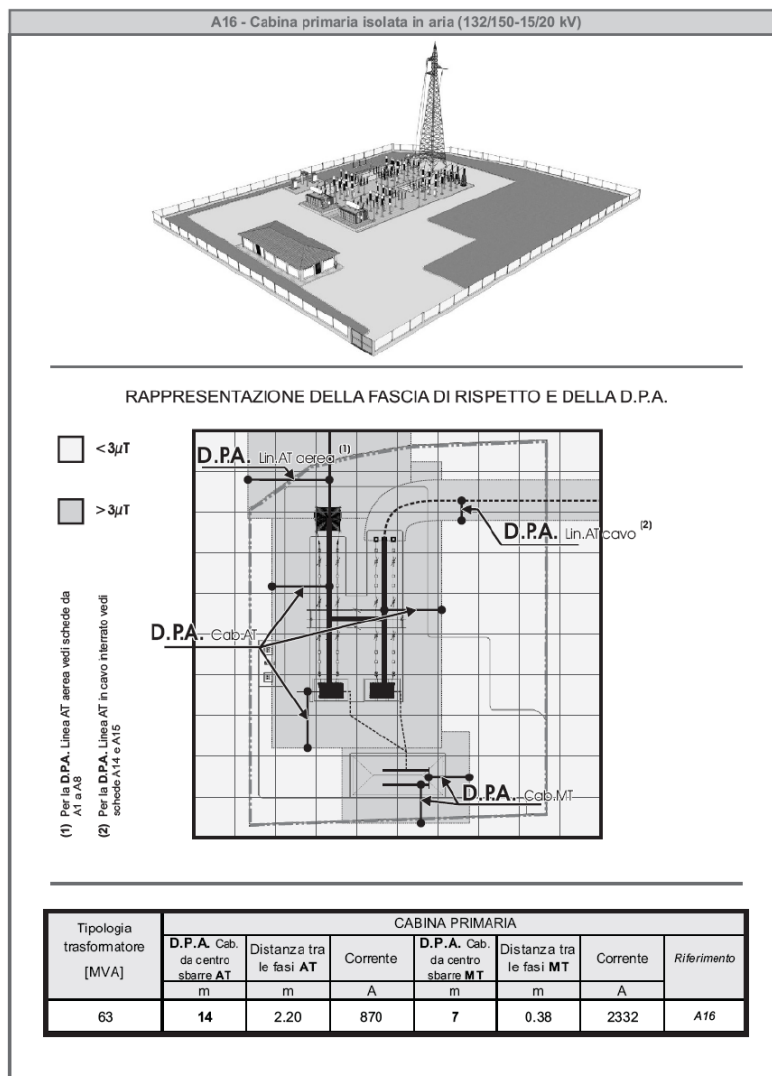 A16 - Cabina primaria isolata in aria (132/150-15/20 kV)
RAPPRESENTAZIONE DELLA FASCIA DI RISPETTO E DELLA D.P.A.
< 3µT
> 3µT
D.P.A. Lin.AT aerea (1)
D.P.A. Lin.AT cavo (2)
D.P.A. Cab.AT
D.P.A. Cab.MT
(1) Per la D.P.A. Linea AT aerea vedi schede da
A1 a A8
(2) Per la D.P.A. Linea AT in cavo interrato vedi
schede A14 e A15
Tipologia
trasformatore
[MVA]
CABINA PRIMARIA
D.P.A. Cab.
da centro
sbarre AT
Distanza tra
le fasi AT
Corrente
D.P.A. Cab.
da centro
sbarre MT
Distanza tra
le fasi MT
Corrente
Riferimento
m m A m m A
63 14 2.20 870 7 0.38 2332 A16